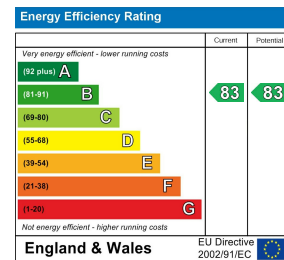 Energy Efficiency Rating
Current Potential
Very energy efficient - lower running costs
(92 plus) A
(81-91) B 83 83
(69-80) C
(55-68) D
(39-54) E
(21-38) F
(1-20) G
Not energy efficient - higher running costs
England & Wales
EU Directive
2002/91/EC